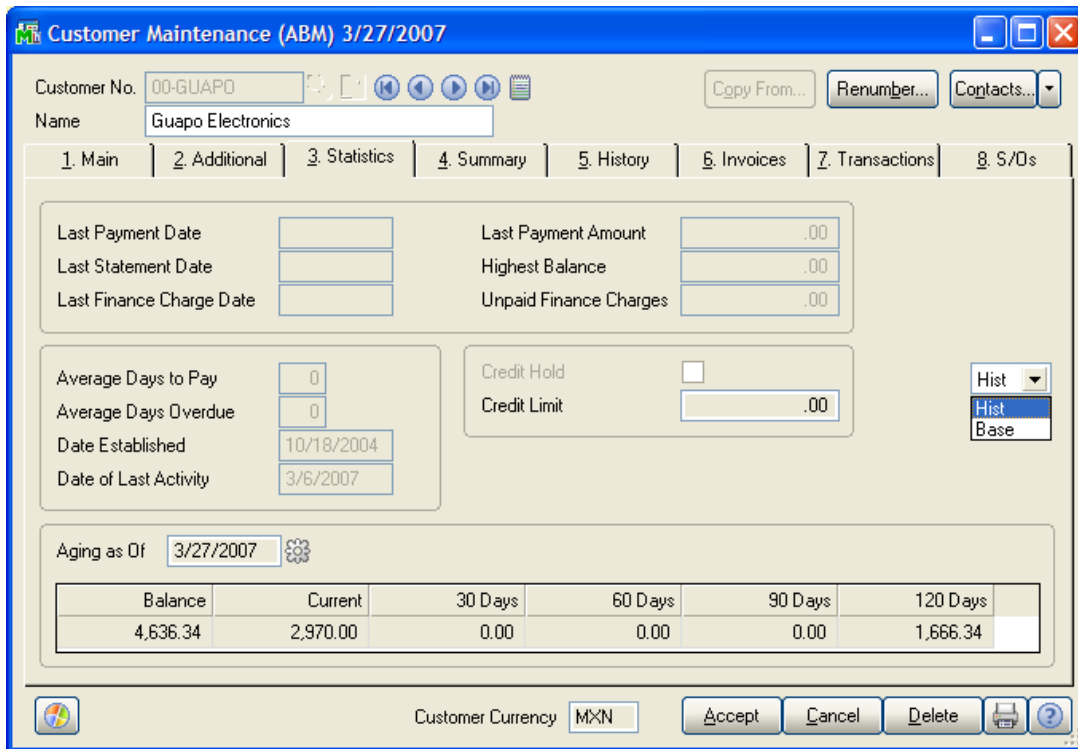 Customer Maintenance (ABM) 3/27/2007
Customer No. 00-GUAPO Copy From... Renumber... Contacts...
Name Guapo Electronics
1. Main 2. Additional 3. Statistics 4. Summary 5. History 6. Invoices 7. Transactions 8. S/Os
Last Payment Date Last Payment Amount .00
Last Statement Date Highest Balance .00
Last Finance Charge Date Unpaid Finance Charges .00
Average Days to Pay 0 Credit Hold Hist
Average Days Overdue 0 Credit Limit .00 Hist
Base
Date Established 10/18/2004
Date of Last Activity 3/6/2007
Aging as Of 3/27/2007
Balance Current 30 Days 60 Days 90 Days 120 Days
4,636.34 2,970.00 0.00 0.00 0.00 1,666.34
Customer Currency MXN Accept Cancel Delete ?